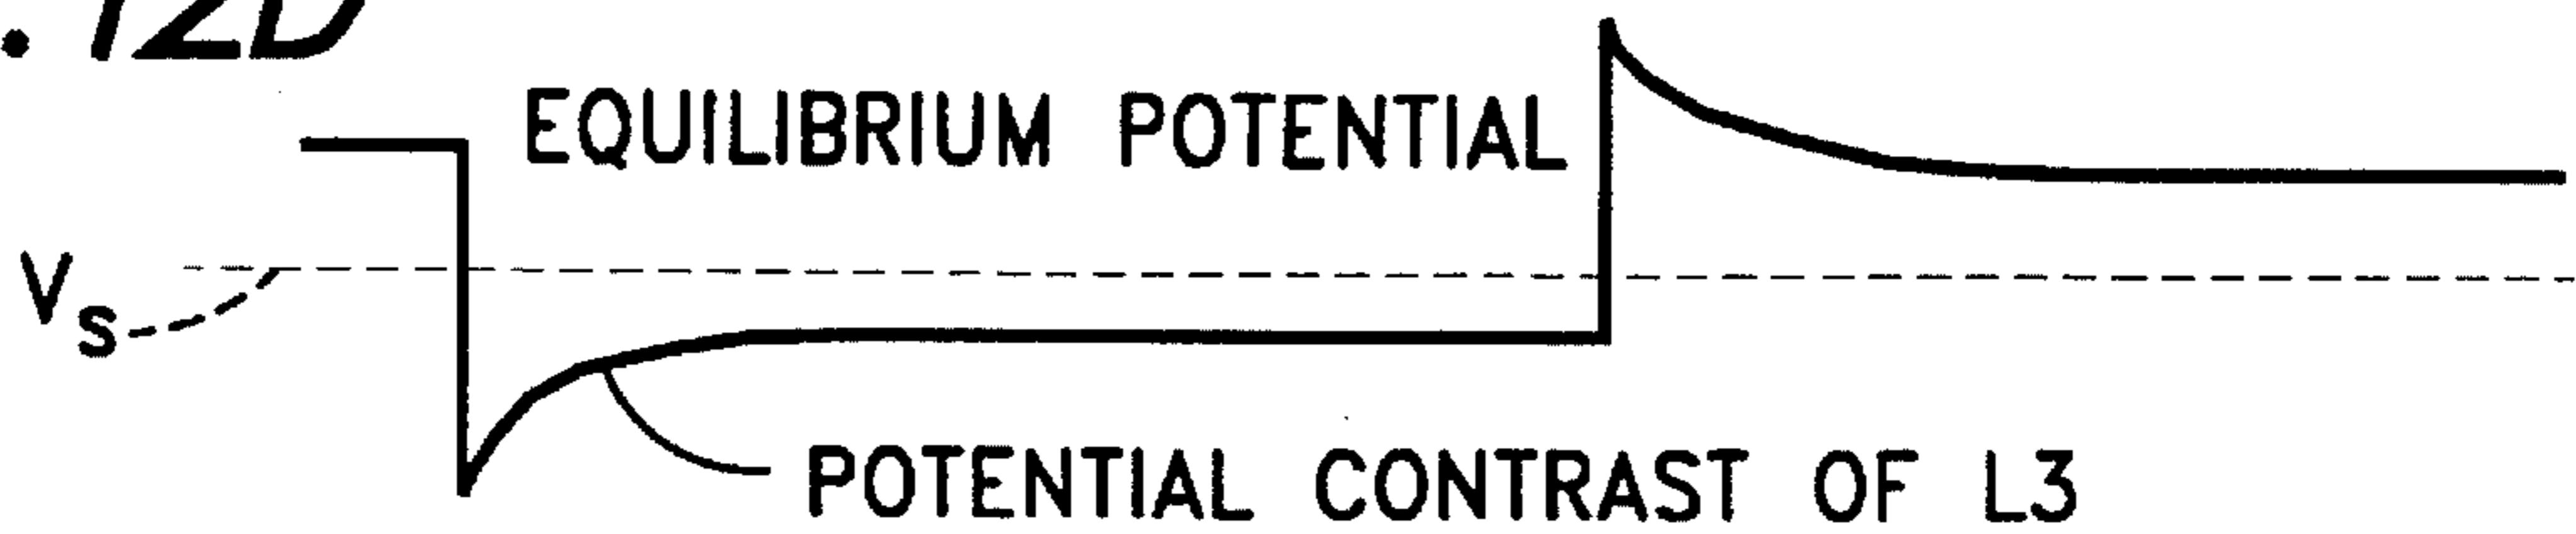 .12D
EQUILIBRIUM POTENTIAL
VS
POTENTIAL CONTRAST OF L3